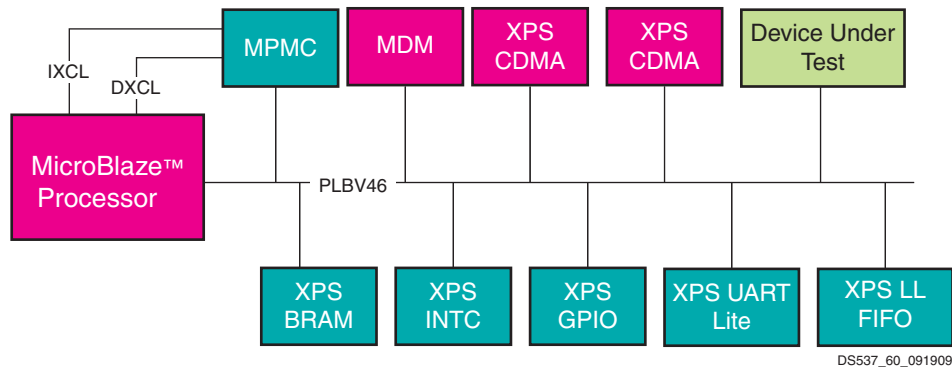 MPMC
MDM
XPS
CDMA
XPS
CDMA
Device Under
Test
IXCL
DXCL
MicroBlaze™
Processor
PLBV46
XPS
BRAM
XPS
INTC
XPS
GPIO
XPS UART
Lite
XPS LL
FIFO
DS537_60_091909